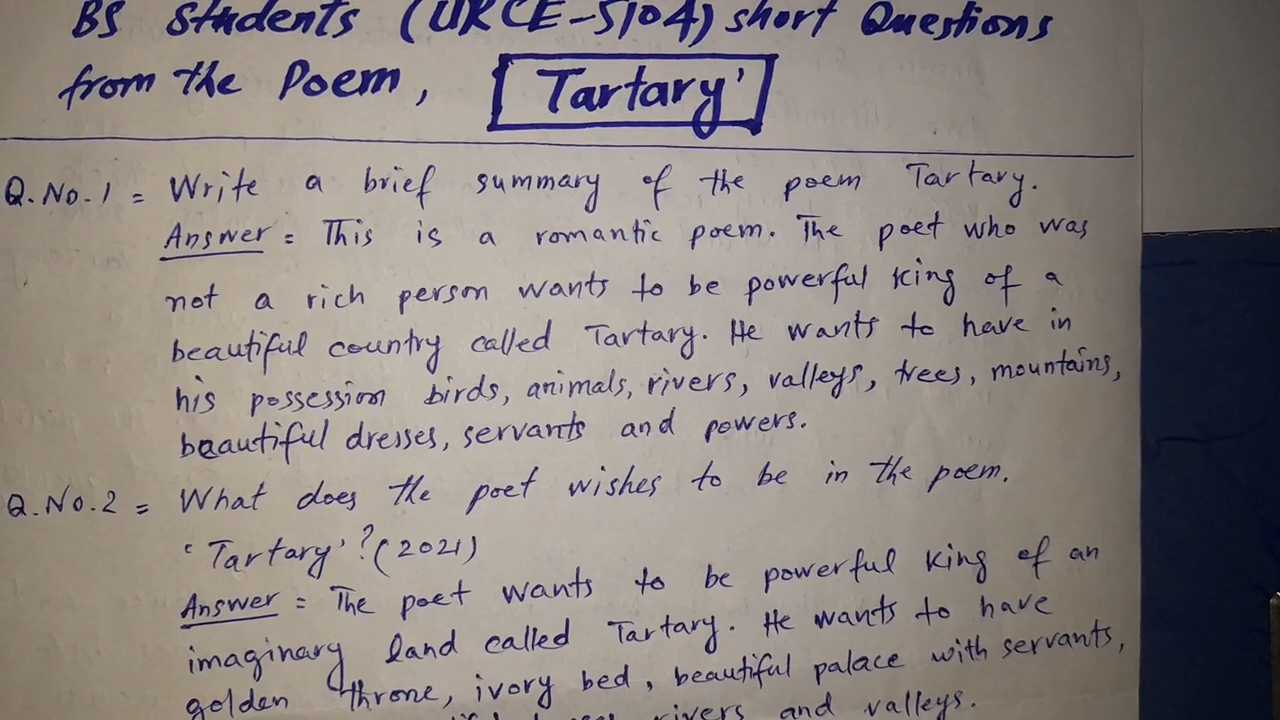 BS Students (URCE-5104) short Questions
from the Poem, [Tartary']
Q.No.1 = Write a brief summary of the poem Tartary.
Answer = This is a romantic poem. The poet who was
not a rich person wants to be powerful king of a
beautiful country called Tartary. He wants to have in
his possession birds, animals, rivers, valleys, trees, mountains,
beautiful dresses, servants and powers.
Q.No.2 = What does the poet wishes to be in the poem.
'Tartary'? (2021)
Answer = The poet wants to be powerful king of an
imaginary land called Tartary. He wants to have
golden throne, ivory bed, beautiful palace with servants,
rivers and valleys.